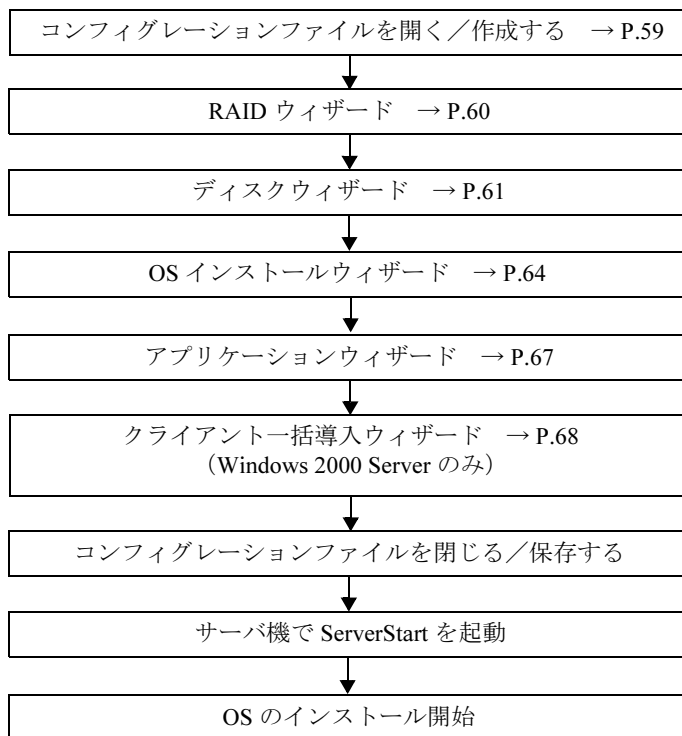 コンフィグレーションファイルを開く／作成する　→ P.59
RAID ウィザード　→ P.60
ディスクウィザード　→ P.61
OS インストールウィザード　→ P.64
アプリケーションウィザード　→ P.67
クライアント一括導入ウィザード　→ P.68
（Windows 2000 Server のみ）
コンフィグレーションファイルを閉じる／保存する
サーバ機で ServerStart を起動
OS のインストール開始